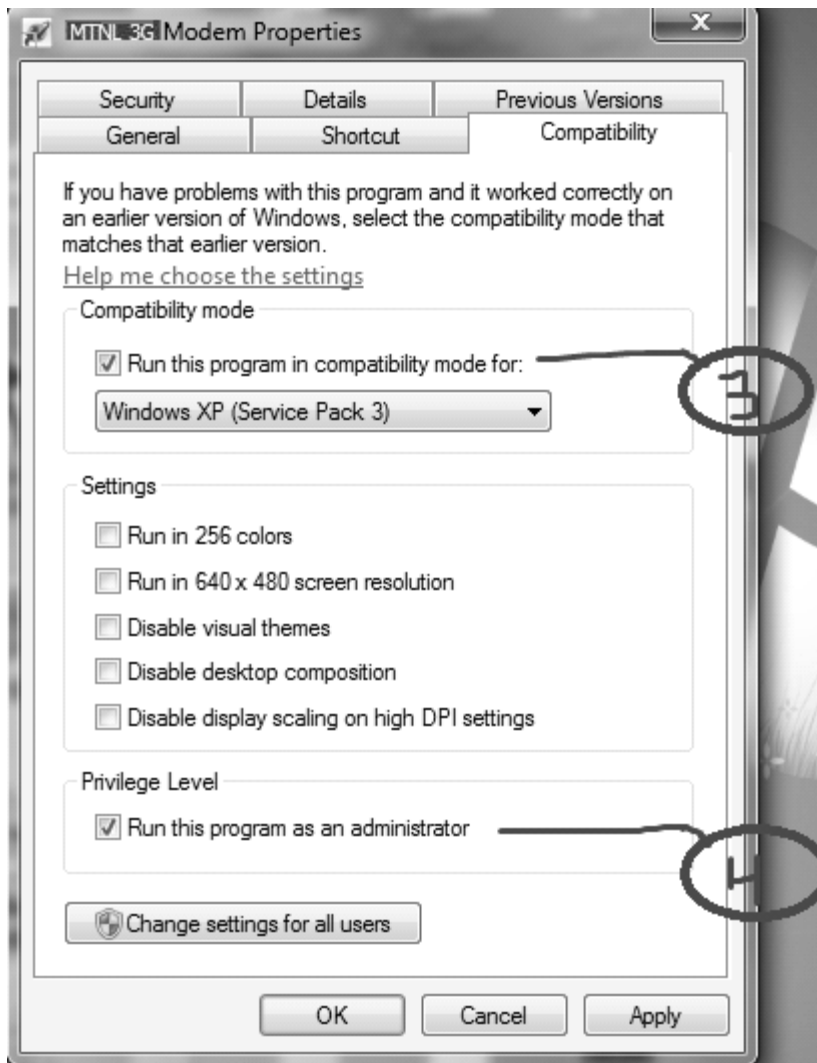 MTNL 3G Modem Properties
x
Security Details Previous Versions
General Shortcut Compatibility
If you have problems with this program and it worked correctly on
an earlier version of Windows, select the compatibility mode that
matches that earlier version.
Help me choose the settings
Compatibility mode
Run this program in compatibility mode for:
3
Windows XP (Service Pack 3)
Settings
Run in 256 colors
Run in 640 x 480 screen resolution
Disable visual themes
Disable desktop composition
Disable display scaling on high DPI settings
Privilege Level
Run this program as an administrator
4
Change settings for all users
OK Cancel Apply